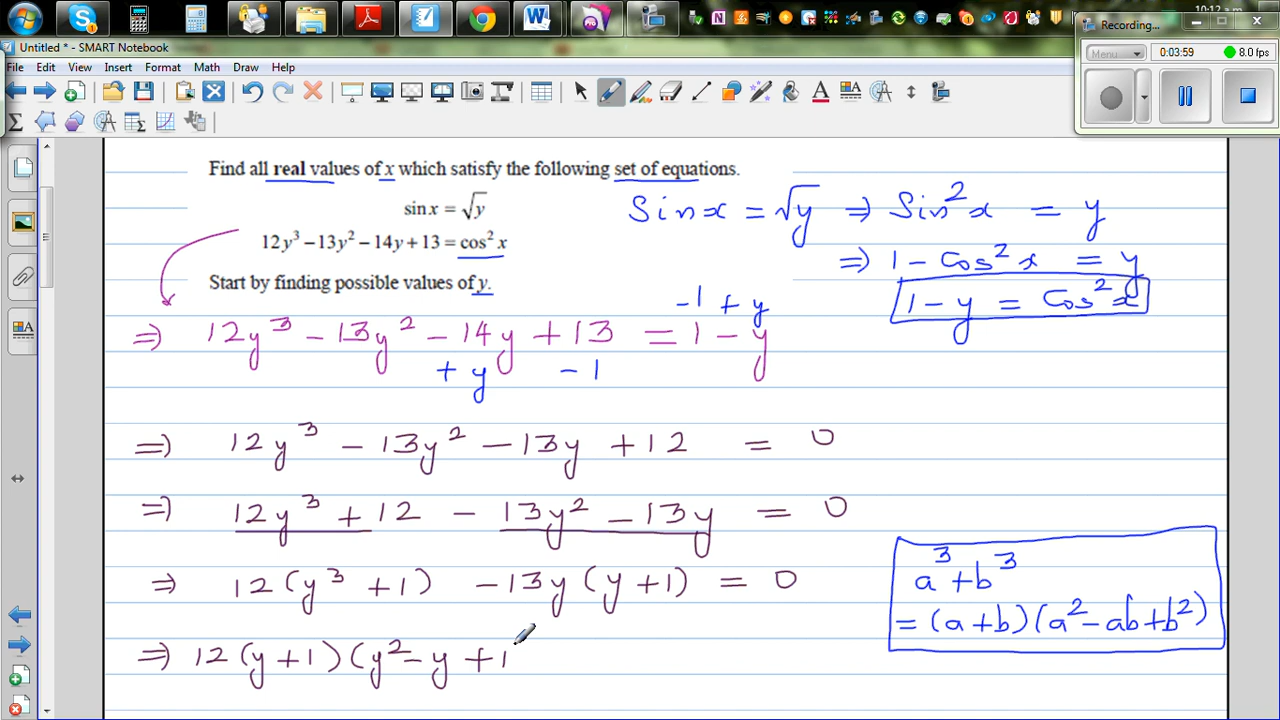 10:12 a.m.
Untitled * - SMART Notebook
Recording...
File Edit View Insert Format Math Draw Help
Menu
0:03:59
8.0 fps
Find all real values of x which satisfy the following set of equations.
sin x = √y
12y³ – 13y² – 14y + 13 = cos² x
Start by finding possible values of y.
Sin x = √y ⇒ Sin² x = y
⇒ 1 - Cos² x = y
1 - y = Cos² x
-1 + y
⇒ 12y³ - 13y² - 14y + 13 = 1 - y
+ y - 1
⇒ 12y³ - 13y² - 13y + 12 = 0
⇒ 12y³ + 12 - 13y² - 13y = 0
⇒ 12(y³ + 1) - 13y(y + 1) = 0
⇒ 12(y + 1)(y² - y + 1
a³ + b³
= (a + b)(a² - ab + b²)